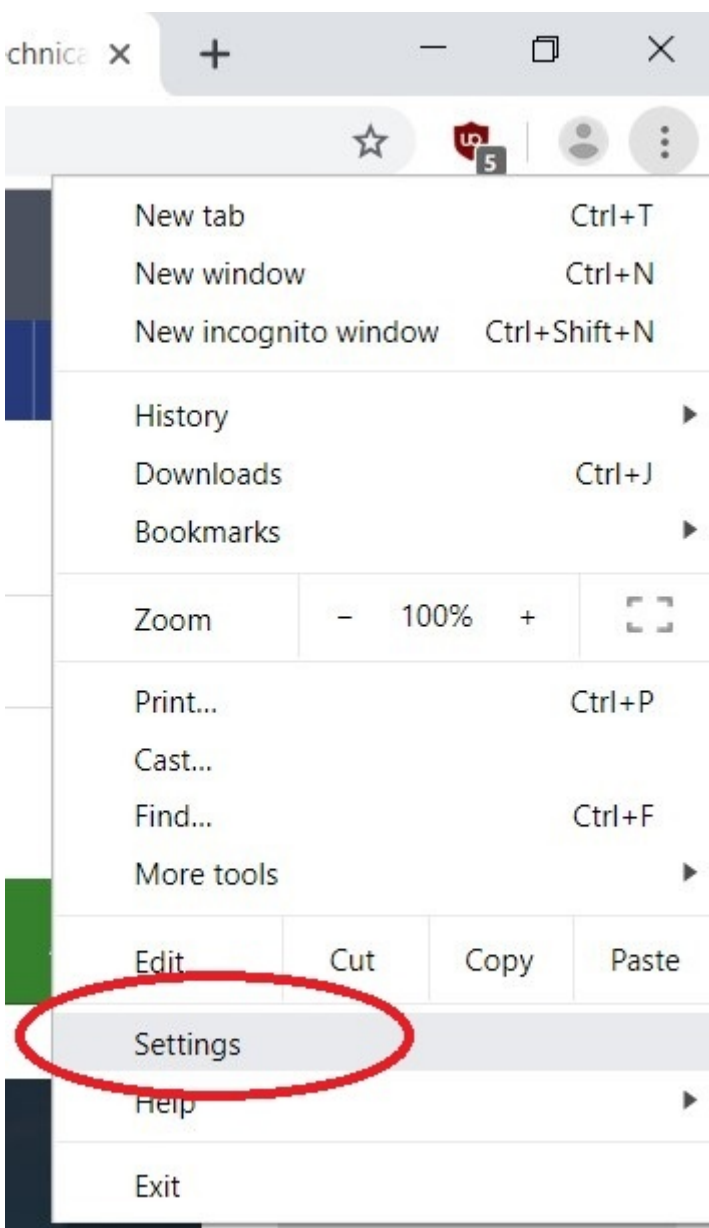 New tab Ctrl+T
New window Ctrl+N
New incognito window Ctrl+Shift+N
History
Downloads Ctrl+J
Bookmarks
Zoom - 100% +
Print... Ctrl+P
Cast...
Find... Ctrl+F
More tools
Edit Cut Copy Paste
Settings
Help
Exit
5